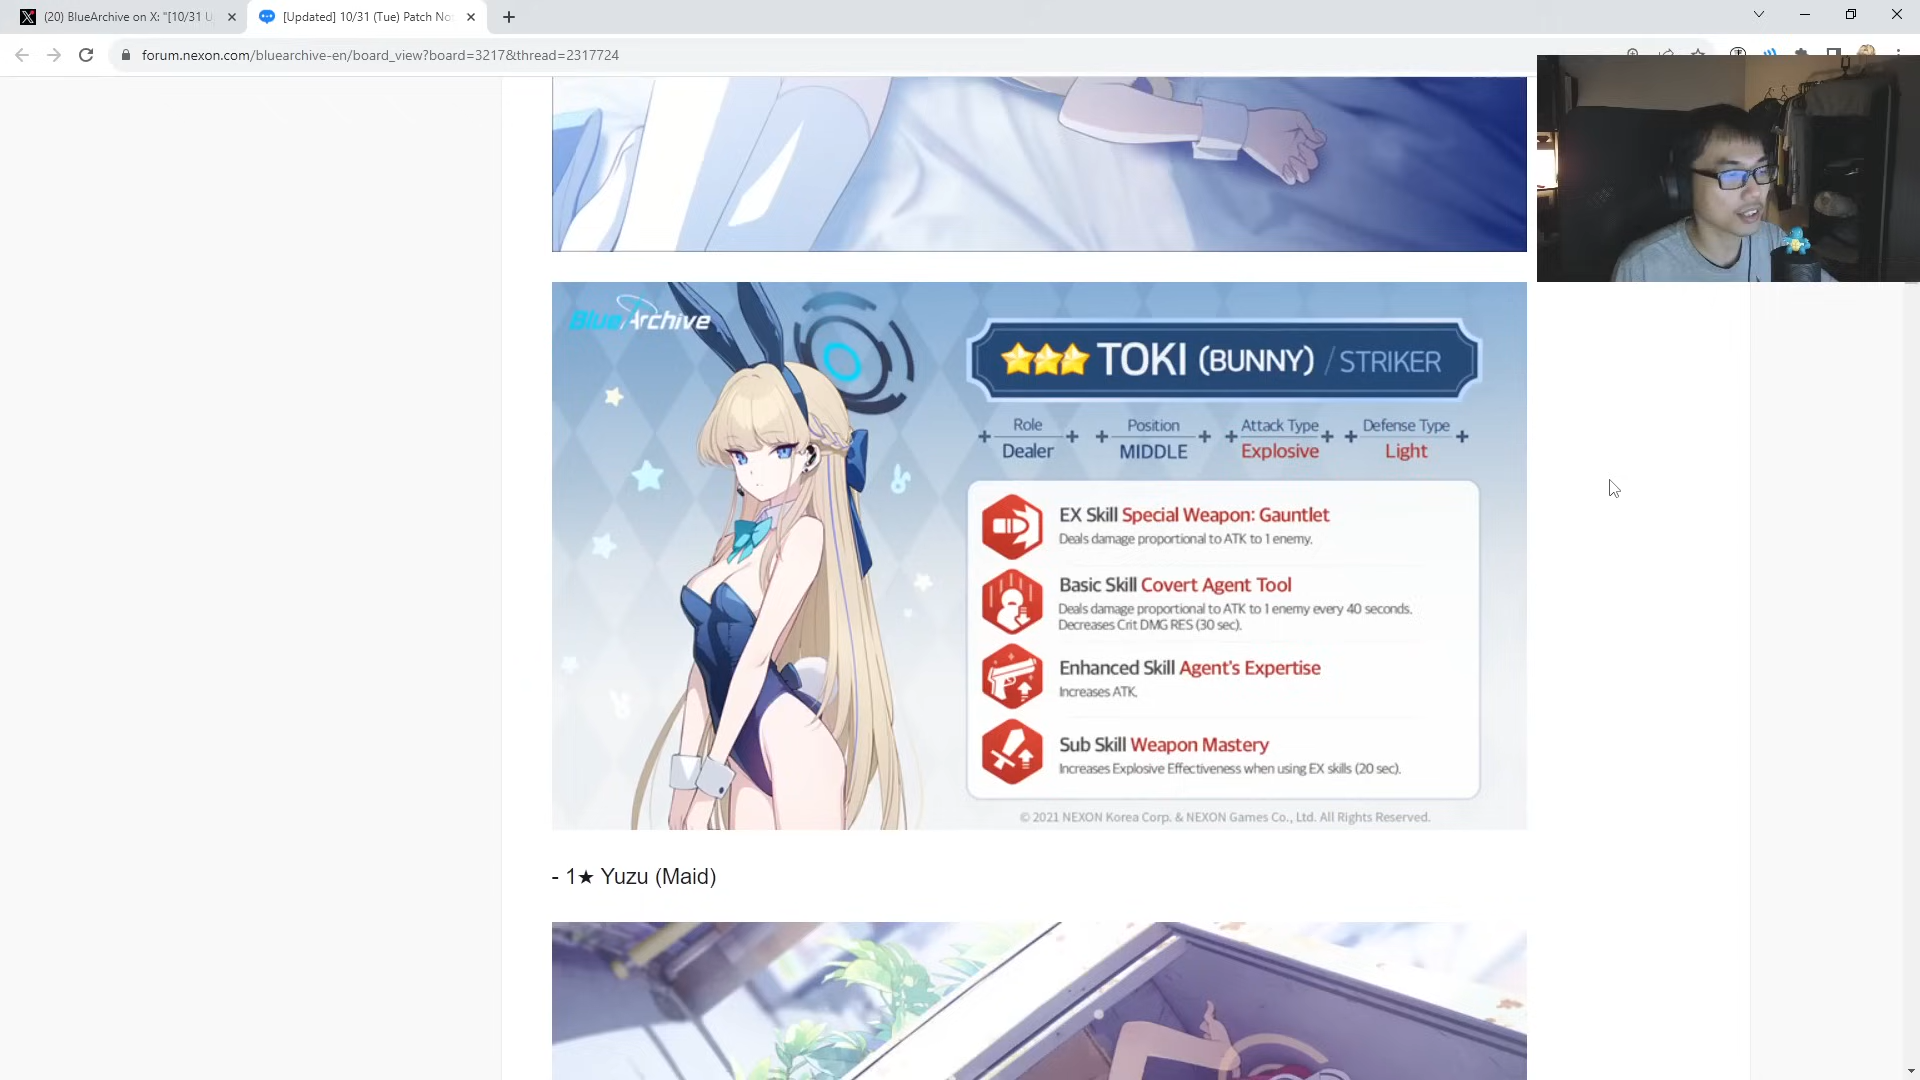 (20) BlueArchive on X: "[10/31 U
[Updated] 10/31 (Tue) Patch No
forum.nexon.com/bluearchive-en/board_view?board=3217&thread=2317724
Blue Archive
TOKI (BUNNY) / STRIKER
Role
Position
Attack Type
Defense Type
Dealer
MIDDLE
Explosive
Light
EX Skill Special Weapon: Gauntlet
Deals damage proportional to ATK to 1 enemy.
Basic Skill Covert Agent Tool
Deals damage proportional to ATK to 1 enemy every 40 seconds.
Decreases Crit DMG RES (30 sec).
Enhanced Skill Agent's Expertise
Increases ATK.
Sub Skill Weapon Mastery
Increases Explosive Effectiveness when using EX skills (20 sec).
© 2021 NEXON Korea Corp. & NEXON Games Co., Ltd. All Rights Reserved.
- 1★ Yuzu (Maid)